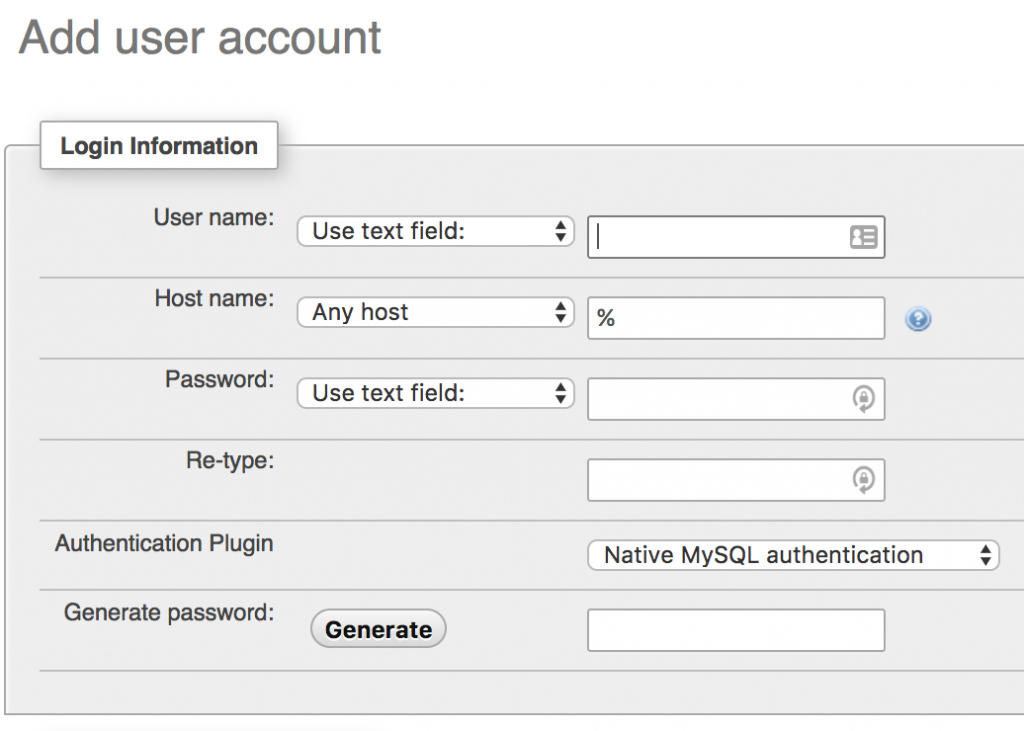 Add user account
Login Information
User name: Use text field:
Host name: Any host %
Password: Use text field:
Re-type:
Authentication Plugin Native MySQL authentication
Generate password: Generate